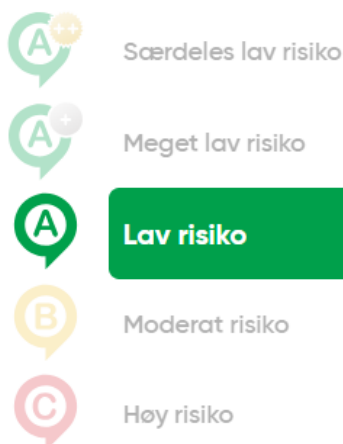 A ++ Særdeles lav risiko
A + Meget lav risiko
A Lav risiko
B Moderat risiko
C Høy risiko